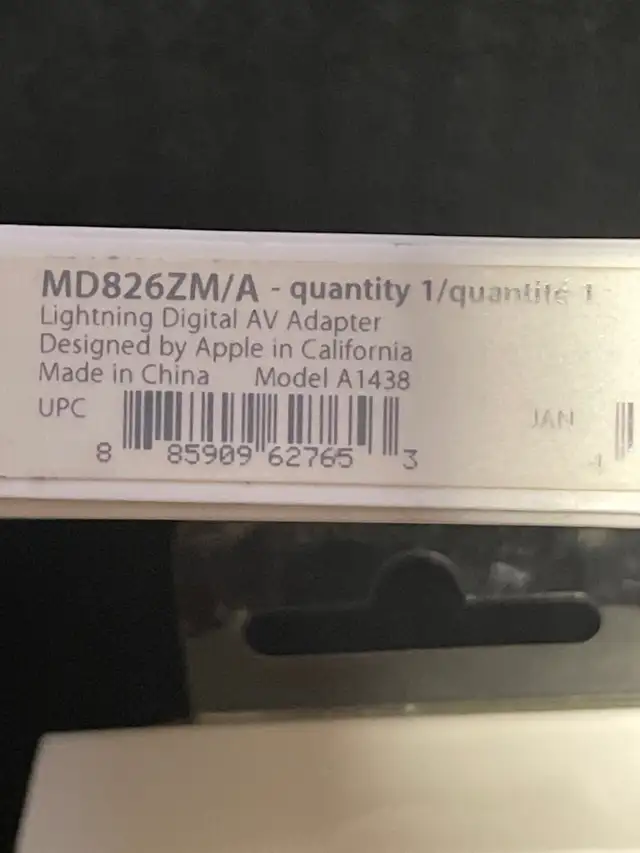 MD826ZM/A - quantity 1/quantité 1
Lightning Digital AV Adapter
Designed by Apple in California
Made in China Model A1438
UPC
8 85909 62765 3
JAN
4